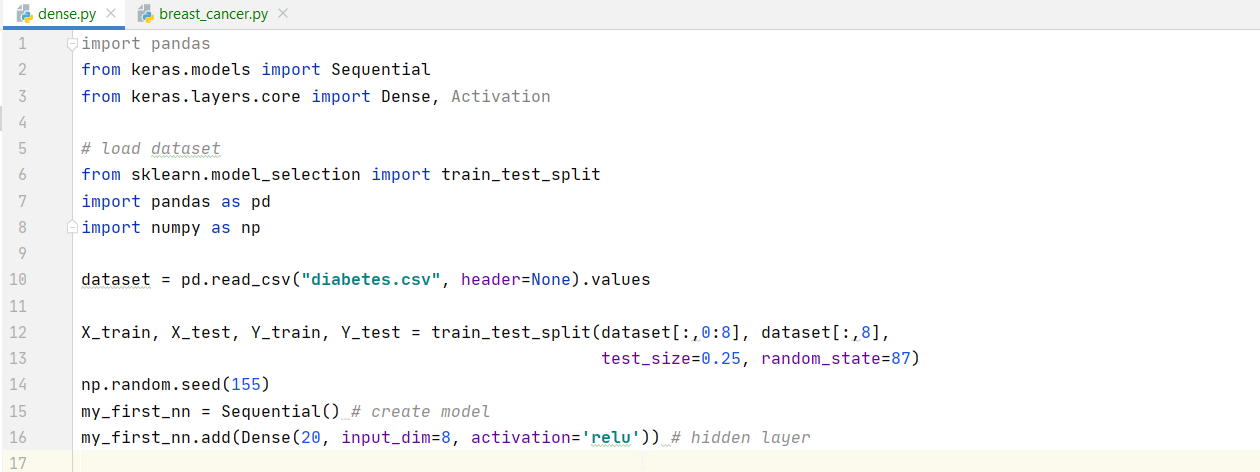 dense.py breast_cancer.py
1 import pandas
2 from keras.models import Sequential
3 from keras.layers.core import Dense, Activation
4
5 # load dataset
6 from sklearn.model_selection import train_test_split
7 import pandas as pd
8 import numpy as np
9
10 dataset = pd.read_csv("diabetes.csv", header=None).values
11
12 X_train, X_test, Y_train, Y_test = train_test_split(dataset[:,0:8], dataset[:,8],
13 test_size=0.25, random_state=87)
14 np.random.seed(155)
15 my_first_nn = Sequential() # create model
16 my_first_nn.add(Dense(20, input_dim=8, activation='relu')) # hidden layer
17